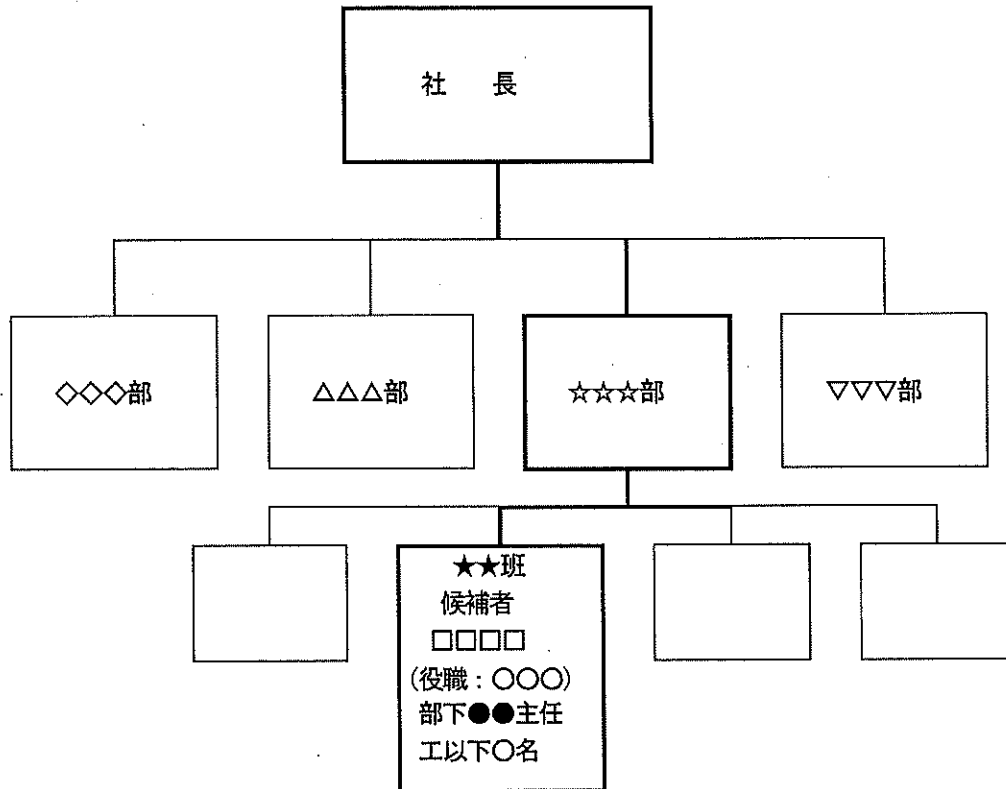 社　長
◇◇◇部
△△△部
☆☆☆部
▽▽▽部
★★班
候補者
□□□□
(役職：○○○)
部下●●主任
工以下○名